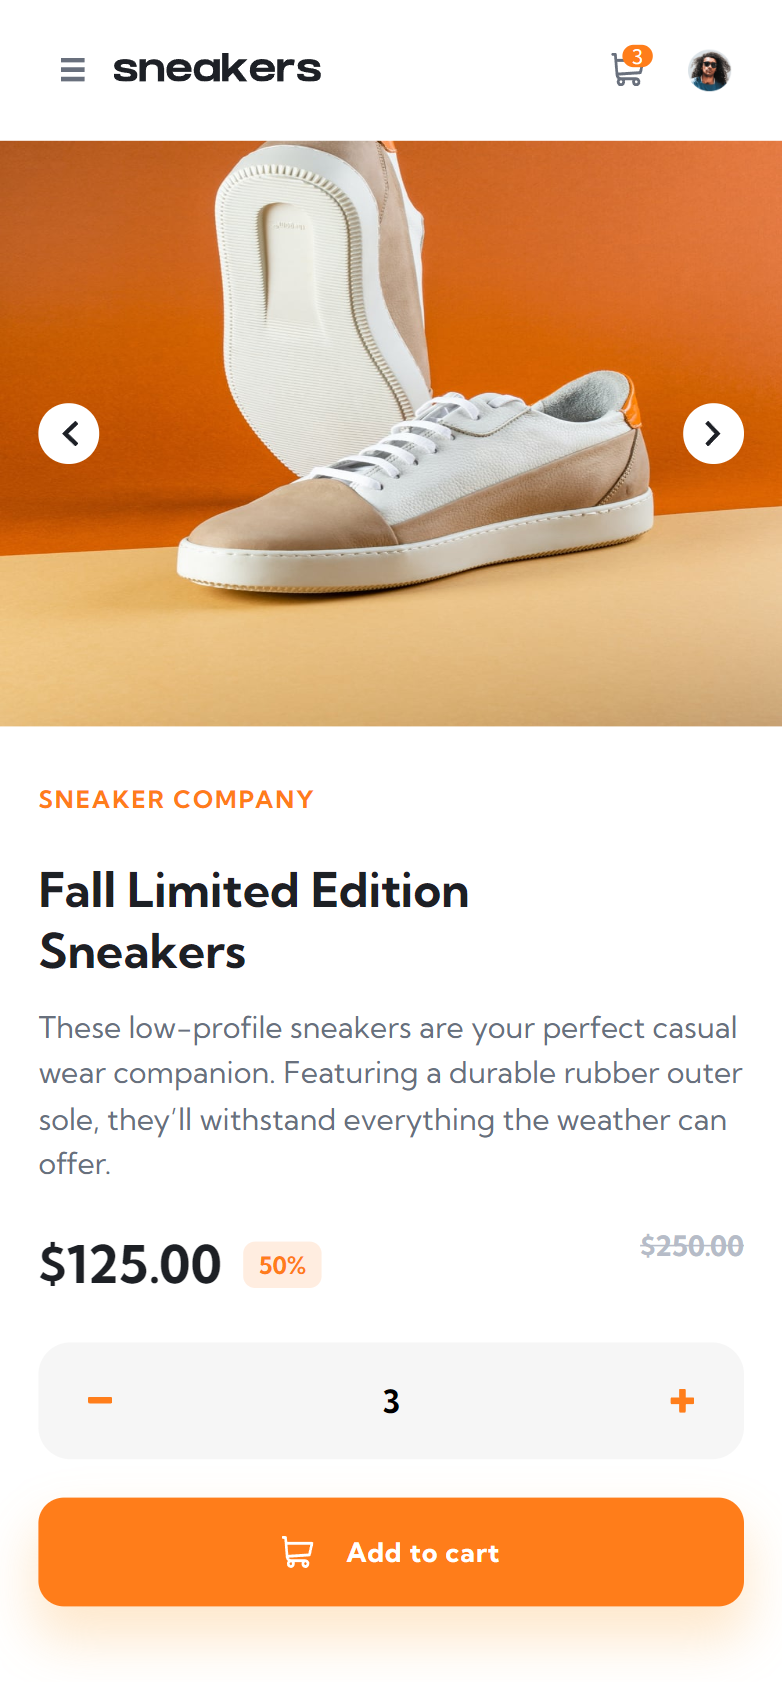 sneakers
3
SNEAKER COMPANY
Fall Limited Edition
Sneakers
These low-profile sneakers are your perfect casual
wear companion. Featuring a durable rubber outer
sole, they’ll withstand everything the weather can
offer.
$125.00 50% $250.00
3
Add to cart